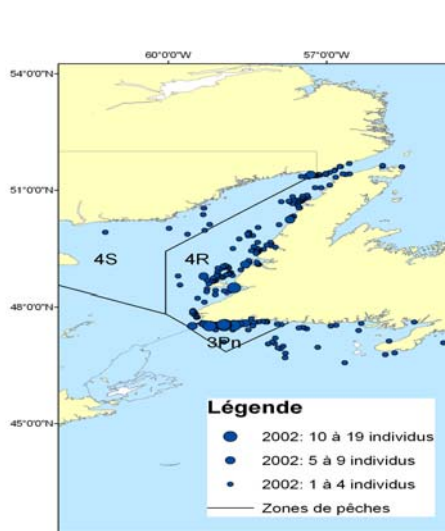 60°0'0"W 57°0'0"W
54°0'0"N
51°0'0"N
4S 4R
48°0'0"N
3Pn
45°0'0"N
Légende
2002: 10 à 19 individus
2002: 5 à 9 individus
2002: 1 à 4 individus
Zones de pêches